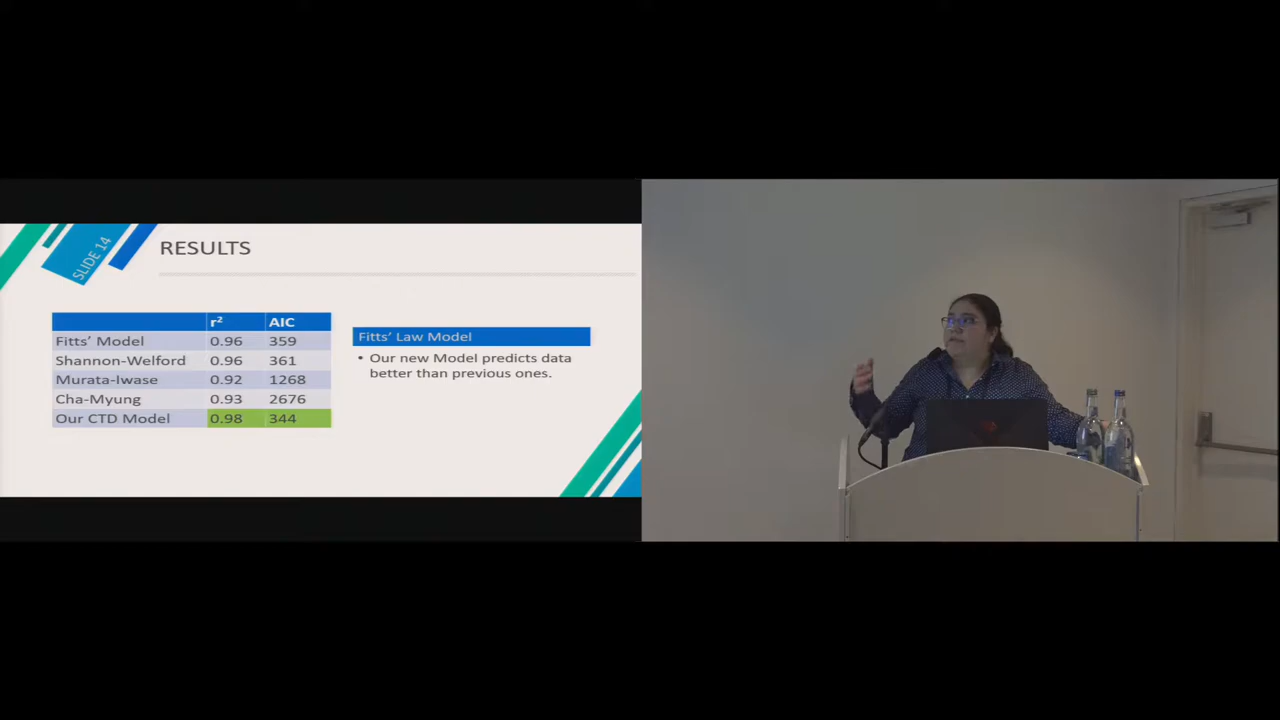 SLIDE 14
RESULTS
r² AIC
Fitts' Model 0.96 359
Shannon-Welford 0.96 361
Murata-Iwase 0.92 1268
Cha-Myung 0.93 2676
Our CTD Model 0.98 344
Fitts' Law Model
• Our new Model predicts data
better than previous ones.